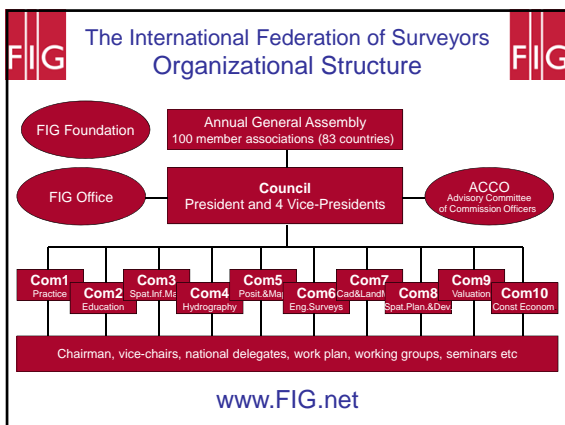 The International Federation of Surveyors
Organizational Structure
FIG
FIG
FIG Foundation
Annual General Assembly
100 member associations (83 countries)
FIG Office
Council
President and 4 Vice-Presidents
ACCO
Advisory Committee
of Commission Officers
Com1
Practice
Com2
Education
Com3
Spat.Inf.Ma
Com4
Hydrography
Com5
Posit.&Ma
Com6
Eng.Surveys
Com7
Cad&LandM
Com8
Spat.Plan.&Dev.
Com9
Valuation
Com10
Const Econom
Chairman, vice-chairs, national delegates, work plan, working groups, seminars etc
www.FIG.net